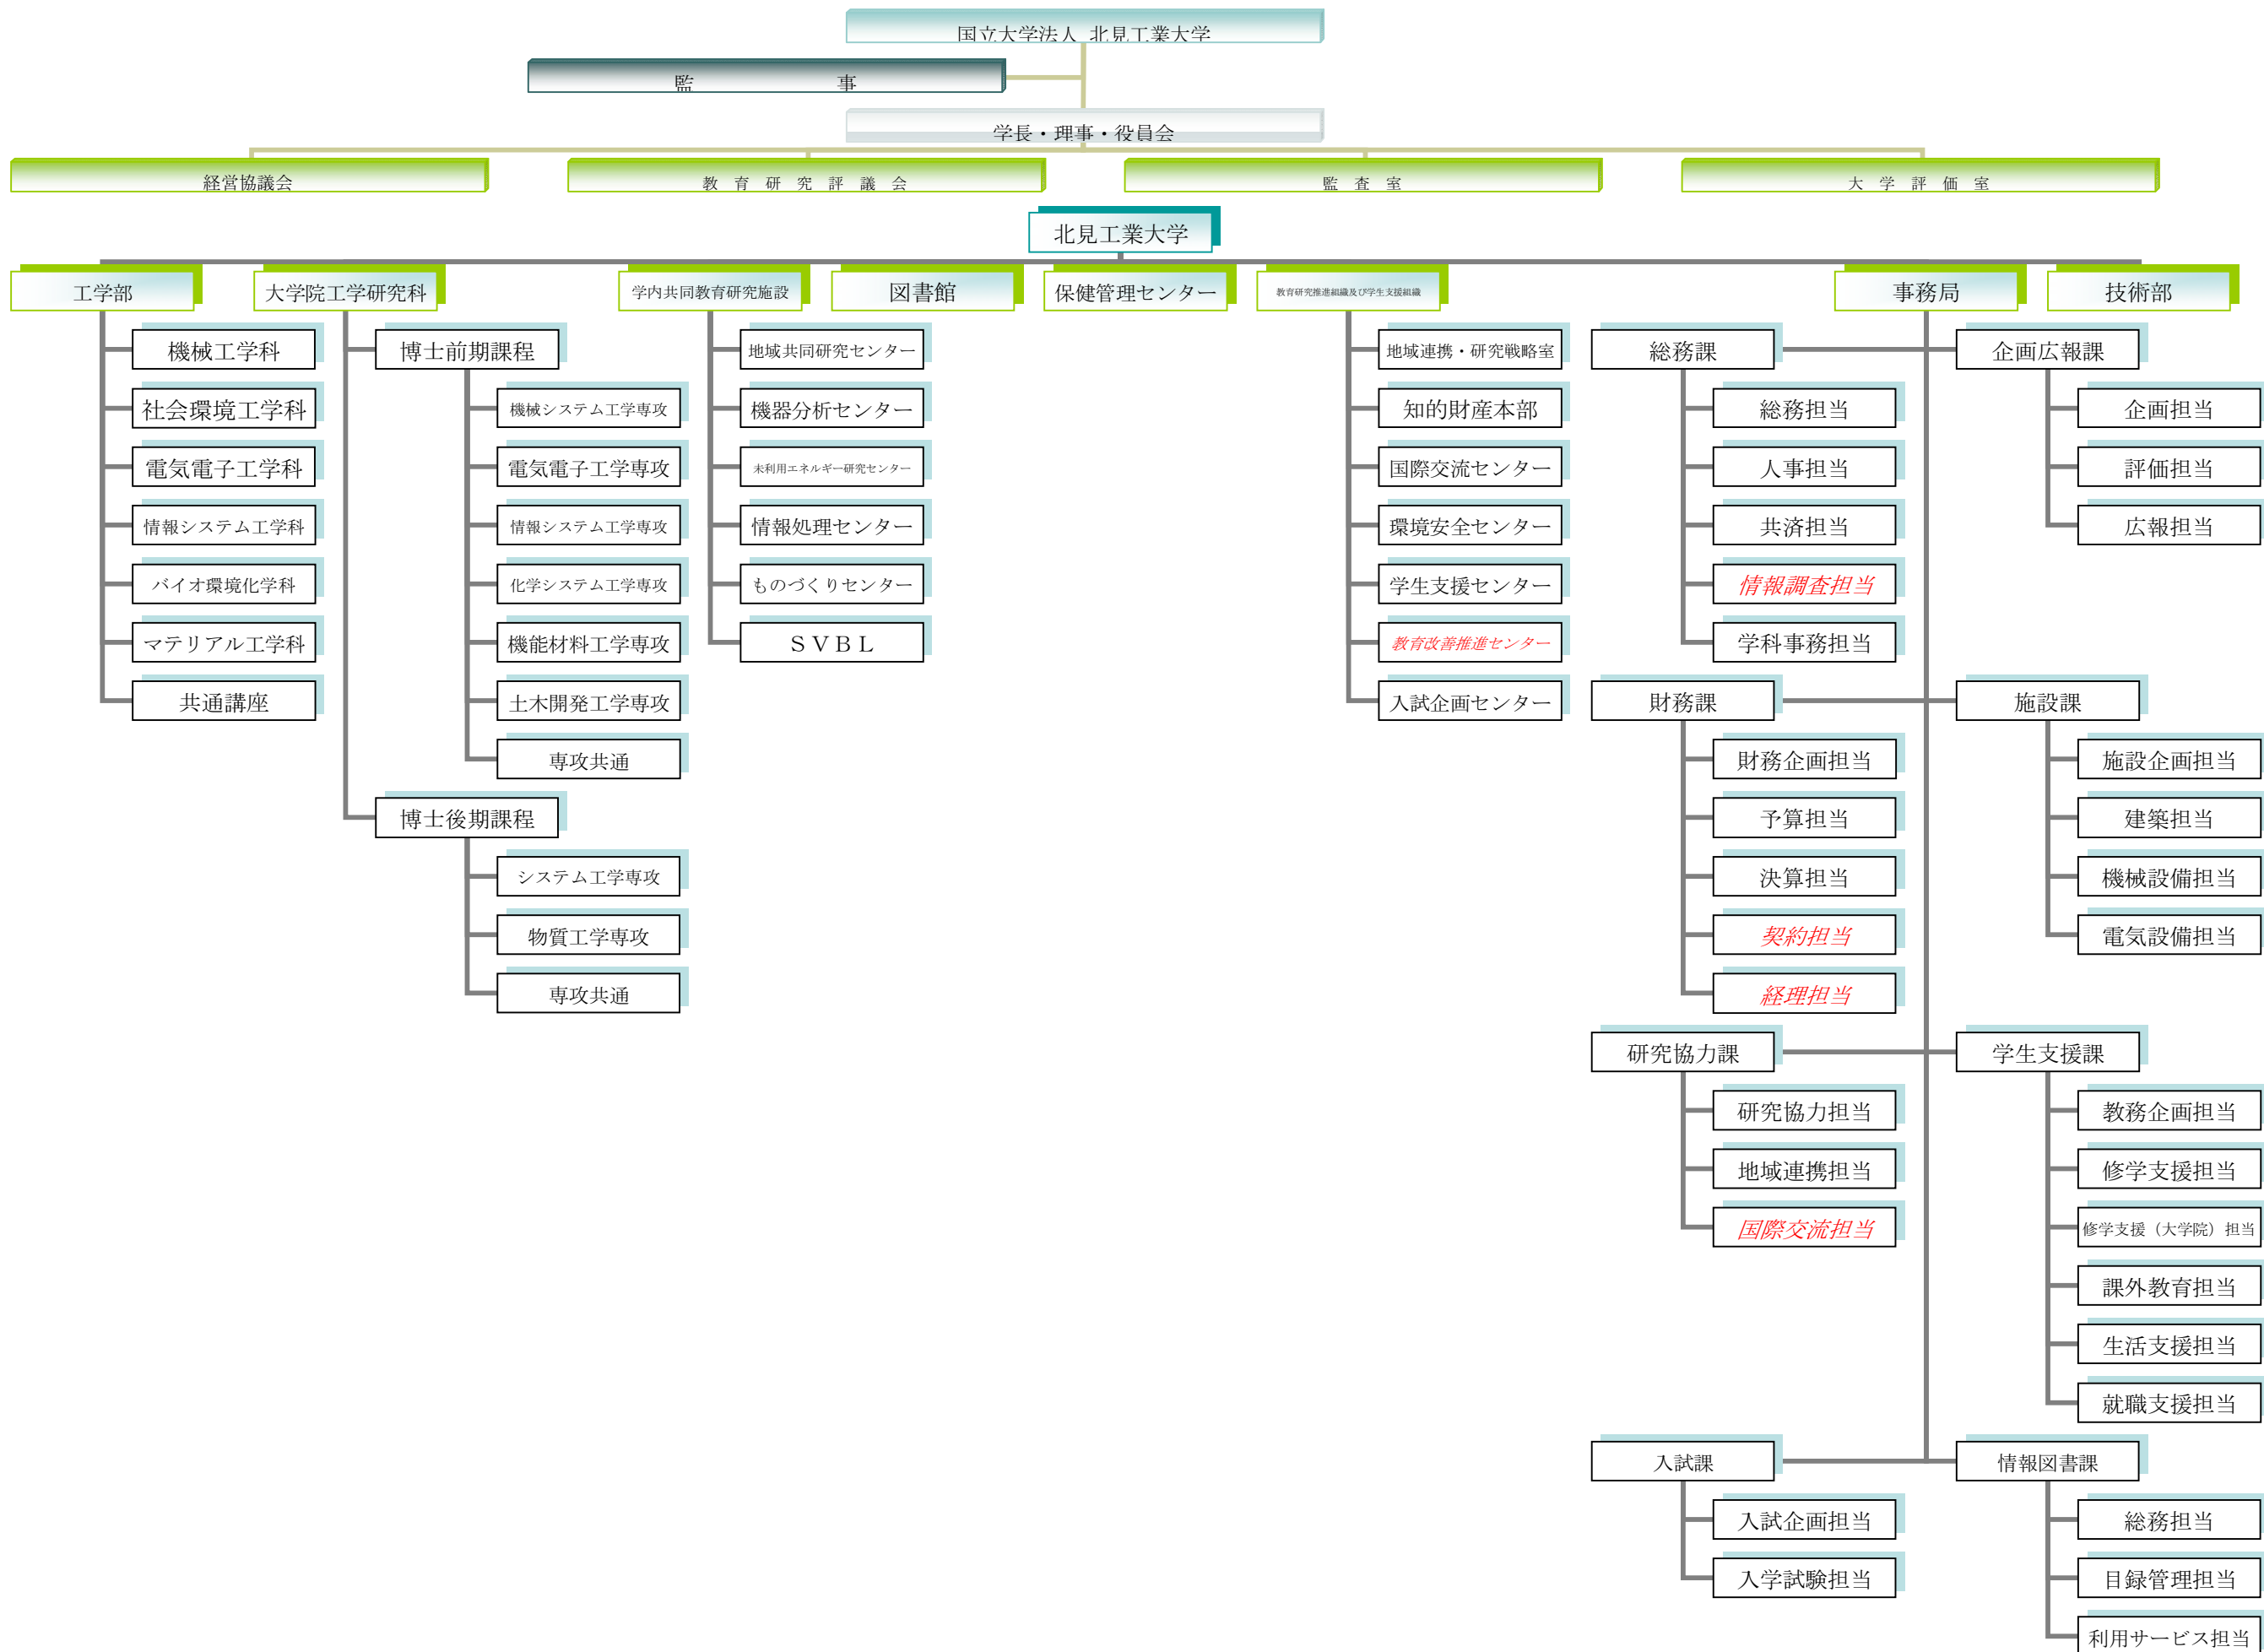 国立大学法人 北見工業大学
監 事
学長・理事・役員会
経営協議会
教 育 研 究 評 議 会
監 査 室
大 学 評 価 室
北見工業大学
工学部
機械工学科
社会環境工学科
電気電子工学科
情報システム工学科
バイオ環境化学科
マテリアル工学科
共通講座
大学院工学研究科
博士前期課程
機械システム工学専攻
電気電子工学専攻
情報システム工学専攻
化学システム工学専攻
機能材料工学専攻
土木開発工学専攻
専攻共通
博士後期課程
システム工学専攻
物質工学専攻
専攻共通
学内共同教育研究施設
地域共同研究センター
機器分析センター
未利用エネルギー研究センター
情報処理センター
ものづくりセンター
ＳＶＢＬ
図書館
保健管理センター
教育研究推進組織及び学生支援組織
地域連携・研究戦略室
知的財産本部
国際交流センター
環境安全センター
学生支援センター
教育改善推進センター
入試企画センター
事務局
総務課
総務担当
人事担当
共済担当
情報調査担当
学科事務担当
企画広報課
企画担当
評価担当
広報担当
財務課
財務企画担当
予算担当
決算担当
契約担当
経理担当
施設課
施設企画担当
建築担当
機械設備担当
電気設備担当
研究協力課
研究協力担当
地域連携担当
国際交流担当
学生支援課
教務企画担当
修学支援担当
修学支援（大学院）担当
課外教育担当
生活支援担当
就職支援担当
入試課
入試企画担当
入学試験担当
情報図書課
総務担当
目録管理担当
利用サービス担当
技術部